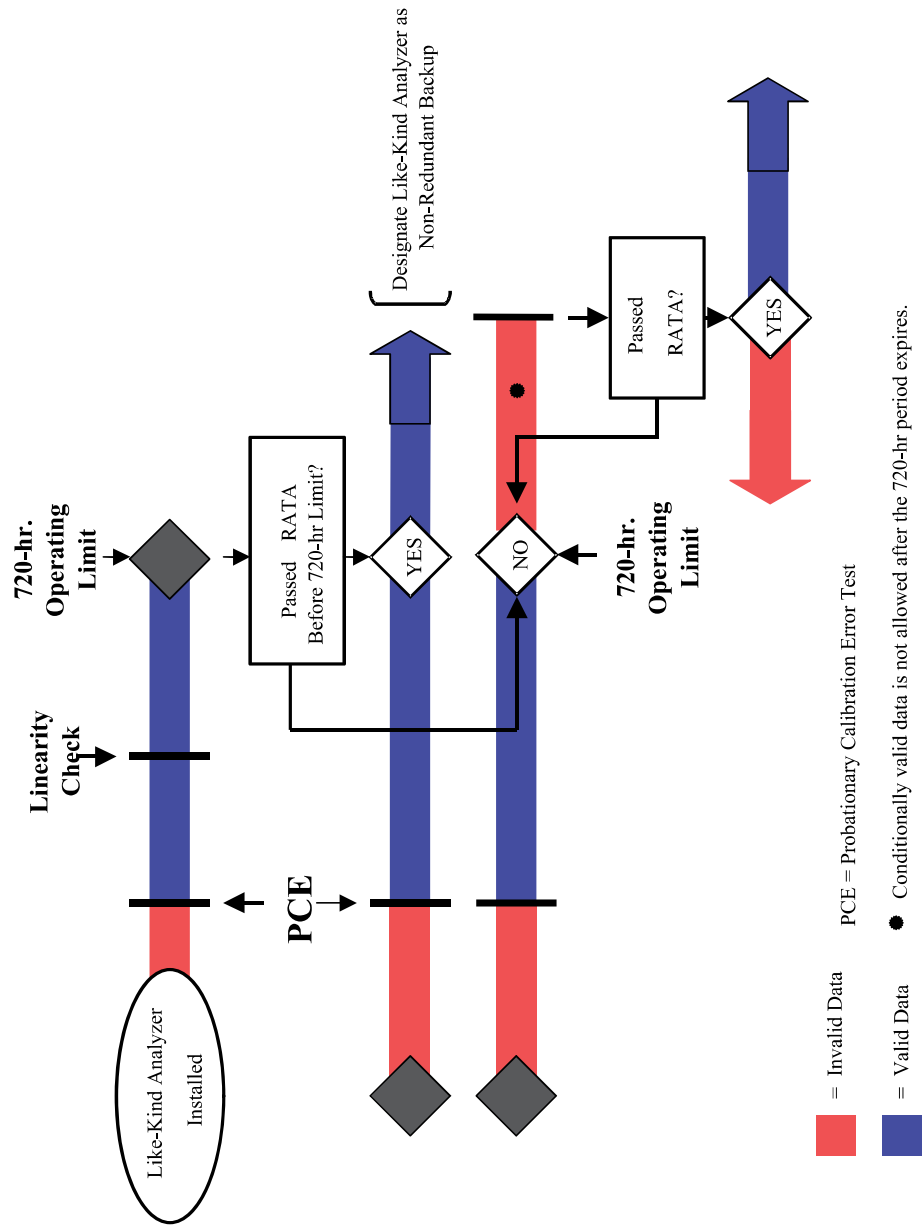 Like-Kind Analyzer
Installed
Linearity
Check
720-hr.
Operating
Limit
PCE
Passed RATA
Before 720-hr Limit?
YES
Designate Like-Kind Analyzer as
Non-Redundant Backup
NO
720-hr.
Operating
Limit
Passed
RATA?
YES
= Invalid Data
PCE = Probationary Calibration Error Test
= Valid Data
Conditionally valid data is not allowed after the 720-hr period expires.